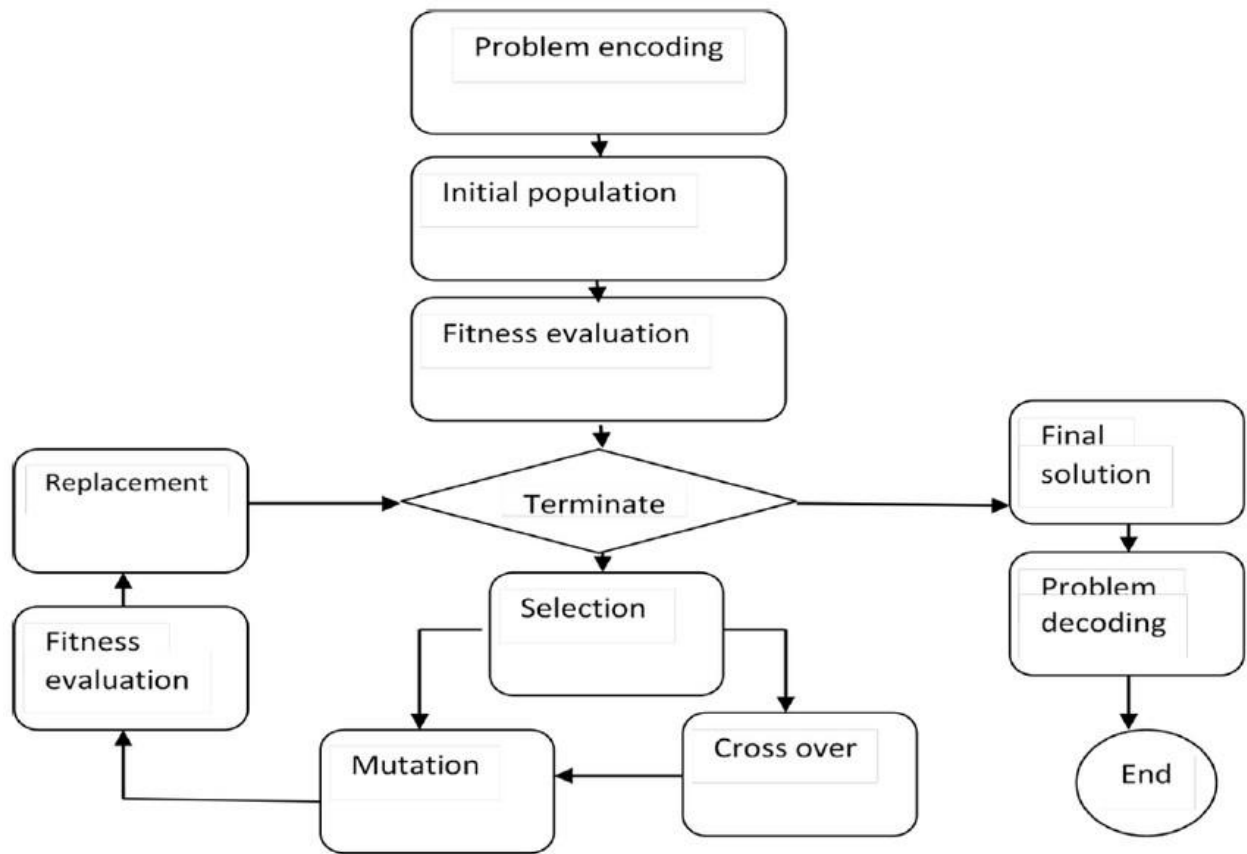 Problem encoding
Initial population
Fitness evaluation
Terminate
Final
solution
Problem
decoding
End
Selection
Cross over
Mutation
Fitness
evaluation
Replacement